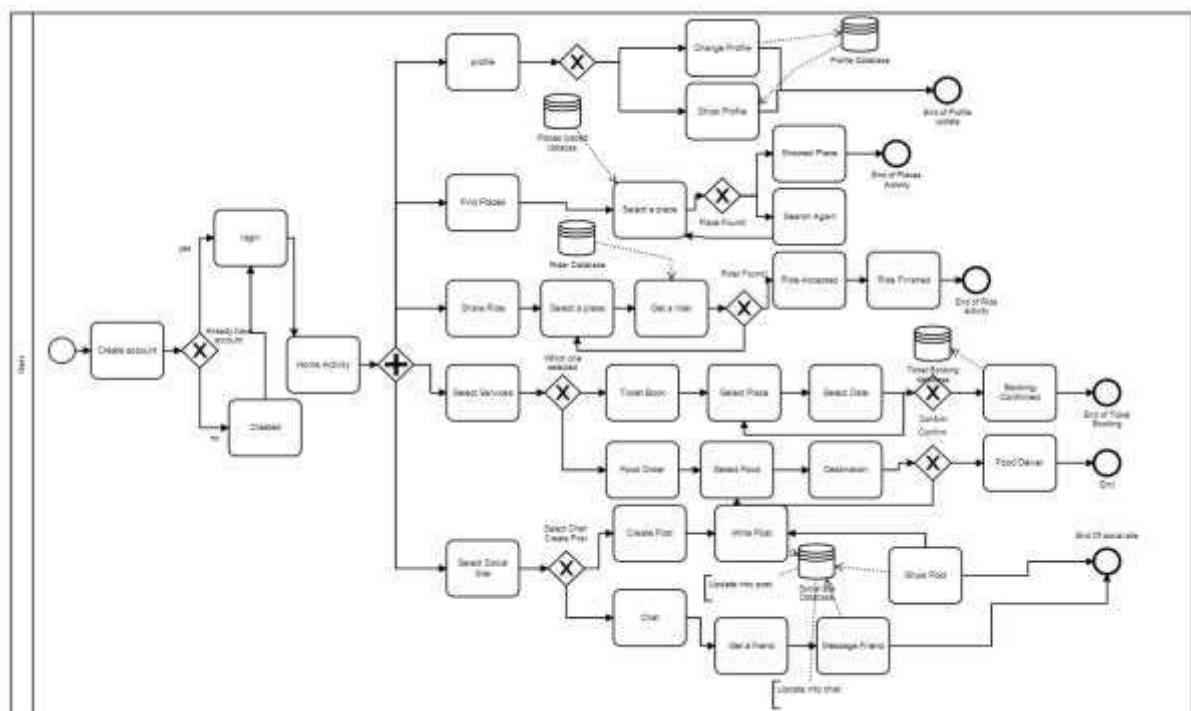 Create account
Already have
account
yes
no
login
Created
Home Activity
profile
Change Profile
Show Profile
Profile Database
End of Profile
update
Places
database
Find Places
Select a place
Place Found
Search Again
End of Places
Activity
Rider Database
Share Ride
Select a place
Get a rider
Rider Found
Ride Accepted
Ride Finished
End of Ride
activity
Select Services
Which one
selected
Ticket Book
Select Place
Select Date
Ticket Booking
database
Confirm
Booking
Confirmed
End of Ticket
Booking
Food Order
Select Food
Destination
Confirm
Food Deliver
End
Select Social
Site
Select Chat
Create Post
Create Post
Write Post
Update into post
Social site
Database
Show Post
End Of social site
Chat
Get a friend
Message Friend
Update into chat